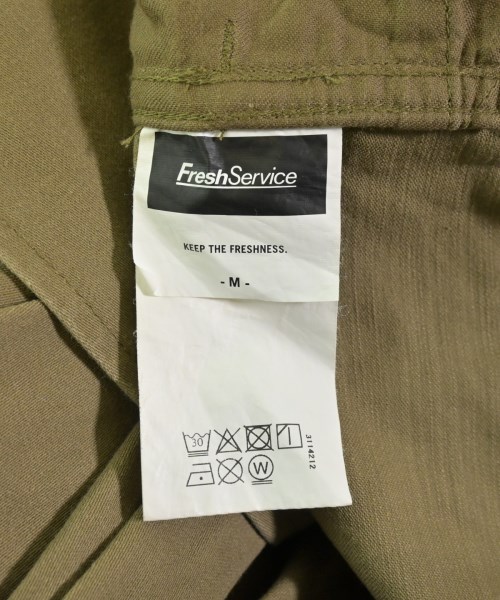 FreshService
KEEP THE FRESHNESS.
- M -
30
W
3114212